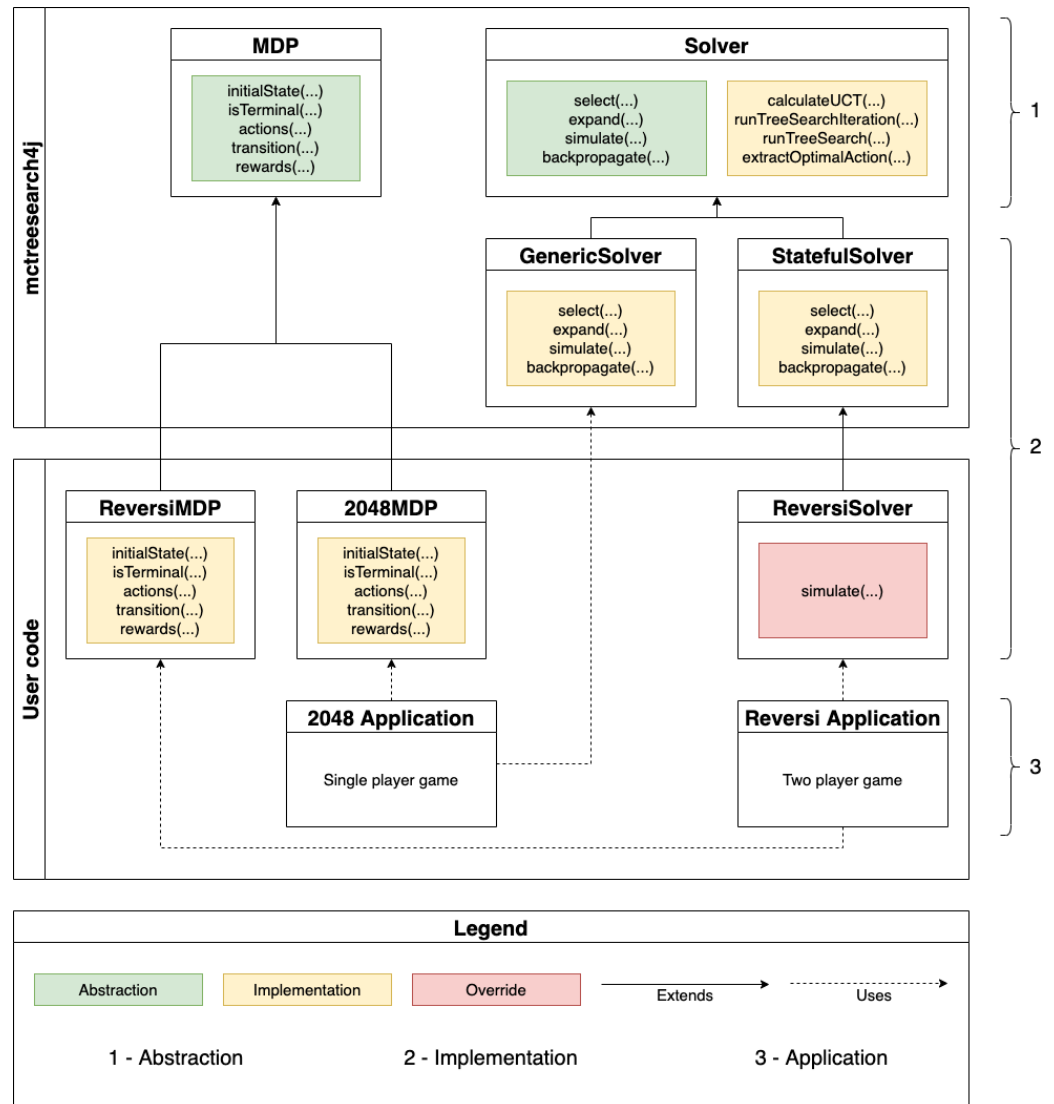 mctreesearch4j
MDP
initialState(...)
isTerminal(...)
actions(...)
transition(...)
rewards(...)
Solver
select(...)
expand(...)
simulate(...)
backpropagate(...)
calculateUCT(...)
runTreeSearchIteration(...)
runTreeSearch(...)
extractOptimalAction(...)
1
GenericSolver
select(...)
expand(...)
simulate(...)
backpropagate(...)
StatefulSolver
select(...)
expand(...)
simulate(...)
backpropagate(...)
2
User code
ReversiMDP
initialState(...)
isTerminal(...)
actions(...)
transition(...)
rewards(...)
2048MDP
initialState(...)
isTerminal(...)
actions(...)
transition(...)
rewards(...)
ReversiSolver
simulate(...)
2048 Application
Single player game
Reversi Application
Two player game
3
Legend
Abstraction
Implementation
Override
Extends
Uses
1 - Abstraction
2 - Implementation
3 - Application